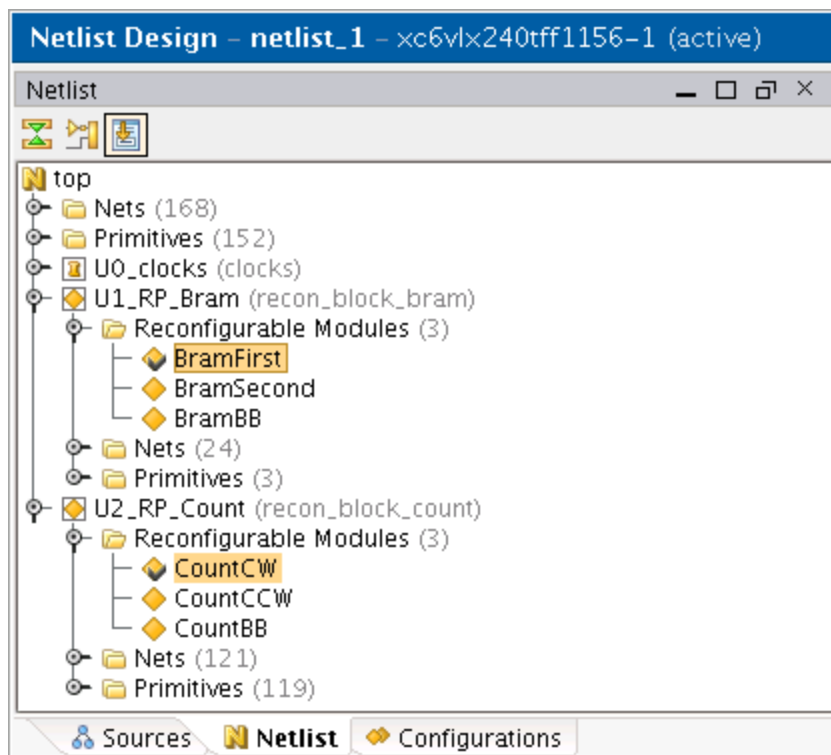 Netlist Design – netlist_1 – xc6vlx240tff1156–1 (active)
Netlist
top
Nets (168)
Primitives (152)
U0_clocks (clocks)
U1_RP_Bram (recon_block_bram)
Reconfigurable Modules (3)
BramFirst
BramSecond
BramBB
Nets (24)
Primitives (3)
U2_RP_Count (recon_block_count)
Reconfigurable Modules (3)
CountCW
CountCCW
CountBB
Nets (121)
Primitives (119)
Sources Netlist Configurations